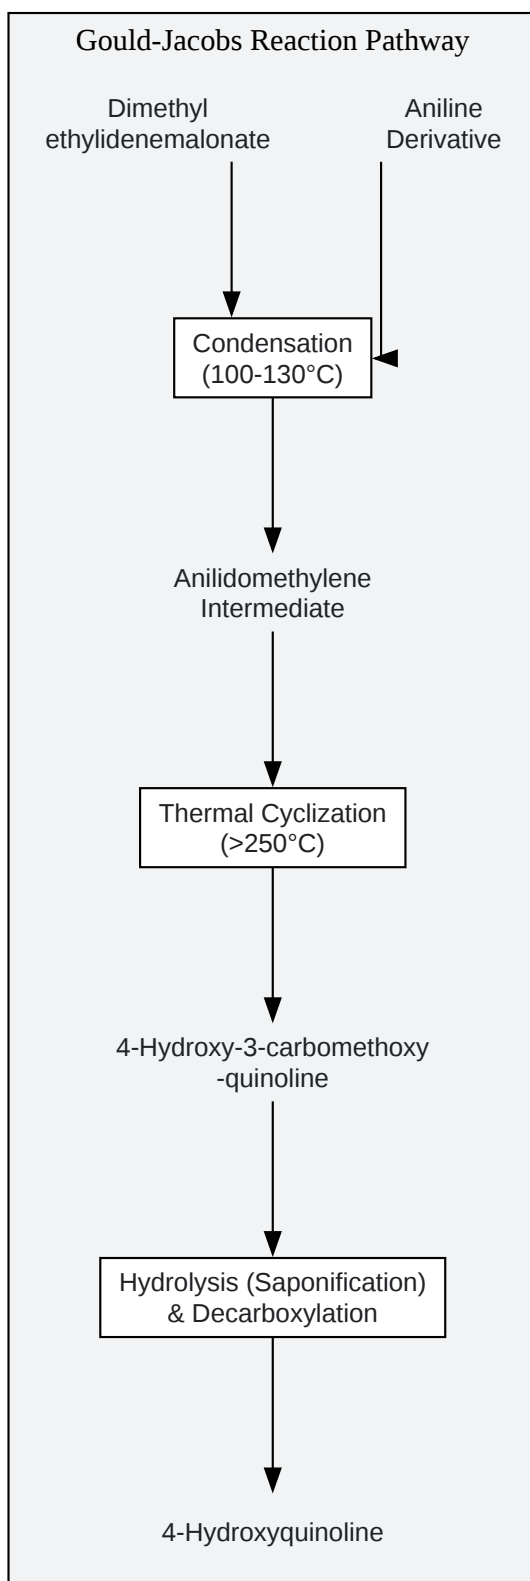 Gould-Jacobs Reaction Pathway
Dimethyl
ethylidenemalonate
Aniline
Derivative
Condensation
(100-130°C)
Anilidomethylene
Intermediate
Thermal Cyclization
(>250°C)
4-Hydroxy-3-carbomethoxy
-quinoline
Hydrolysis (Saponification)
& Decarboxylation
4-Hydroxyquinoline